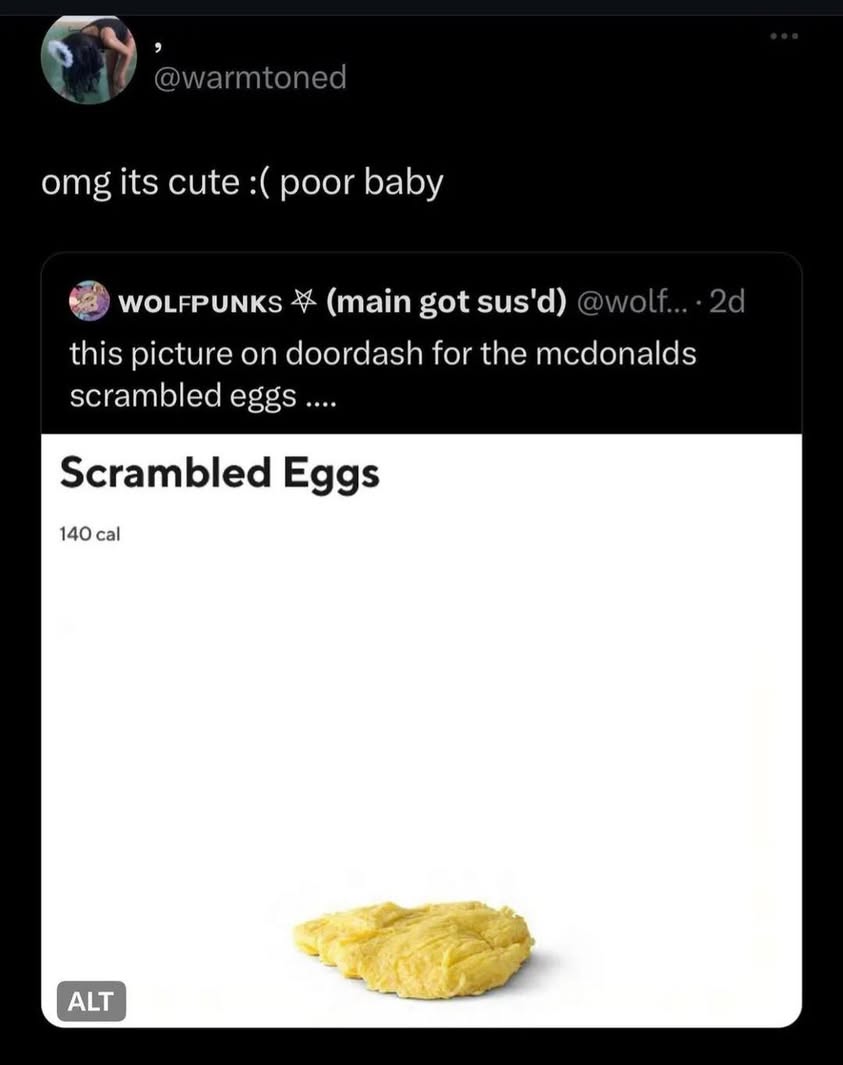 ,
@warmtoned
omg its cute :( poor baby
WOLFPUNKS ⛧ (main got sus'd) @wolf... · 2d
this picture on doordash for the mcdonalds
scrambled eggs ....
Scrambled Eggs
140 cal
ALT